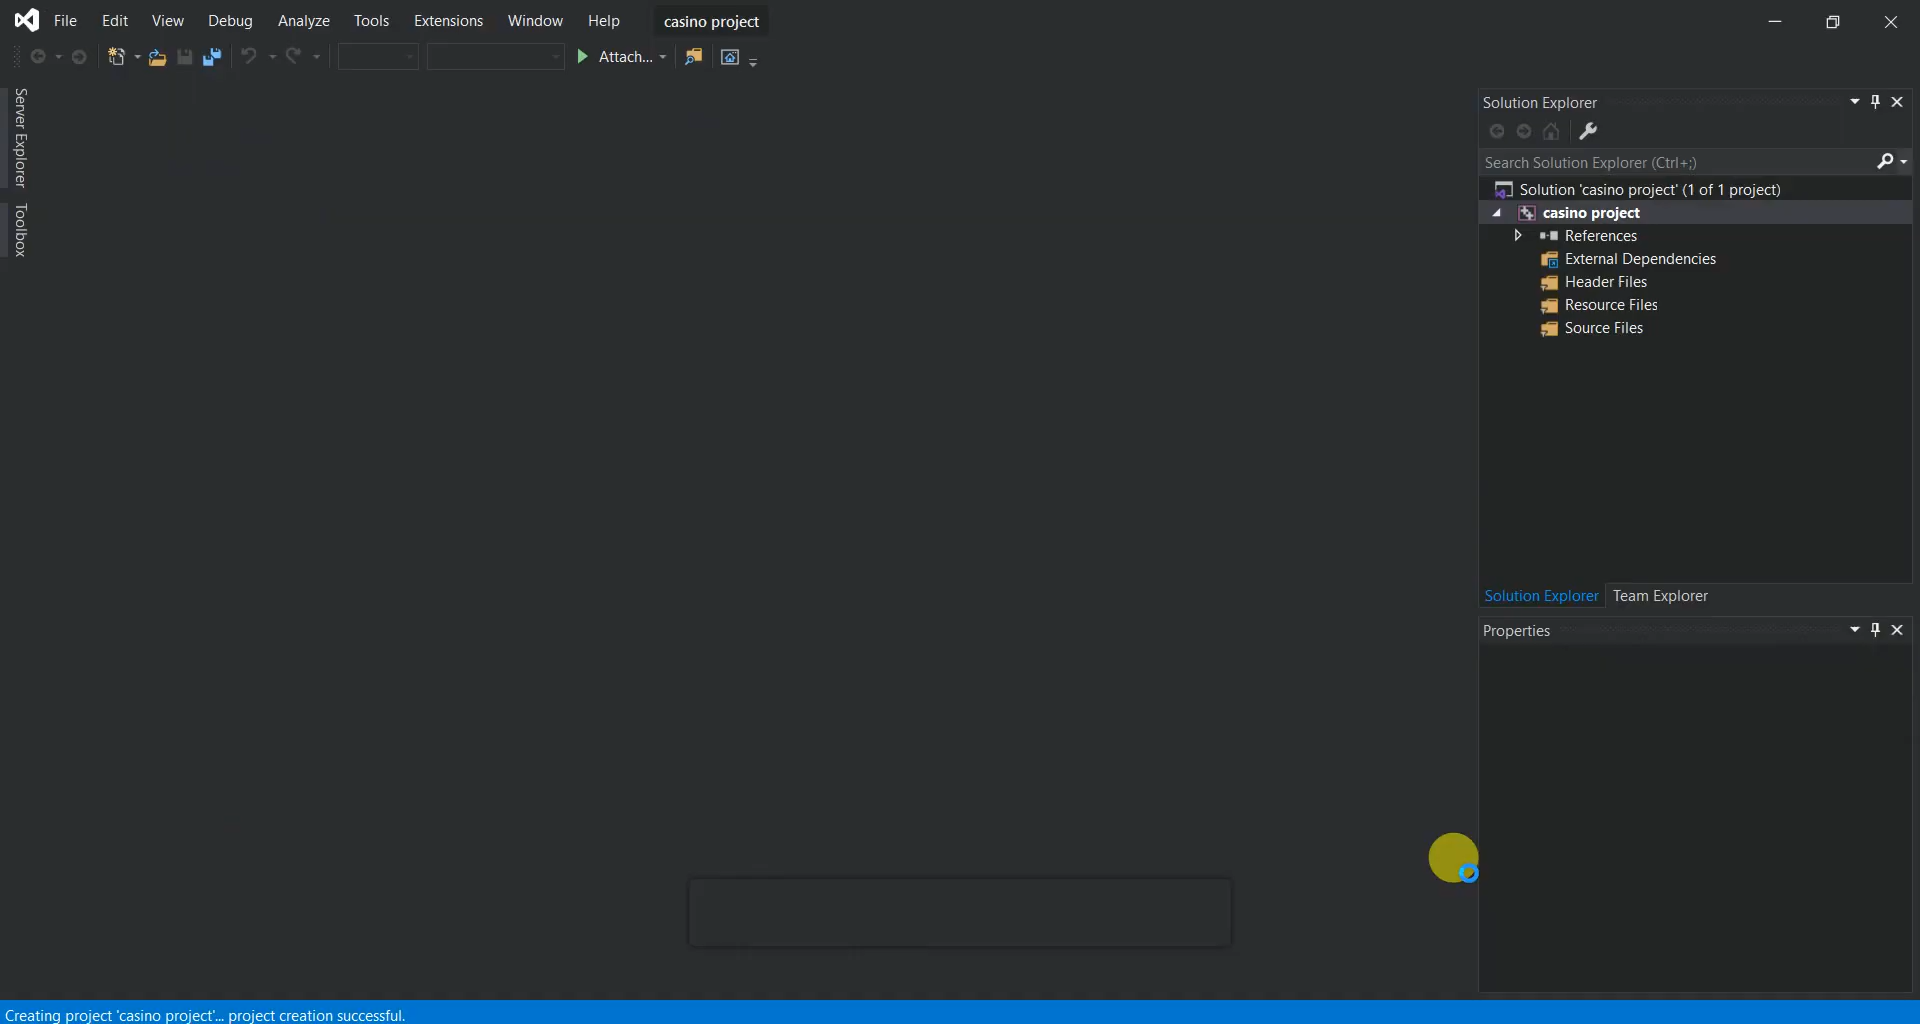 File Edit View Debug Analyze Tools Extensions Window Help casino project
Attach...
Server Explorer
Toolbox
Solution Explorer
Search Solution Explorer (Ctrl+;)
Solution 'casino project' (1 of 1 project)
casino project
References
External Dependencies
Header Files
Resource Files
Source Files
Solution Explorer Team Explorer
Properties
Creating project 'casino project'... project creation successful.